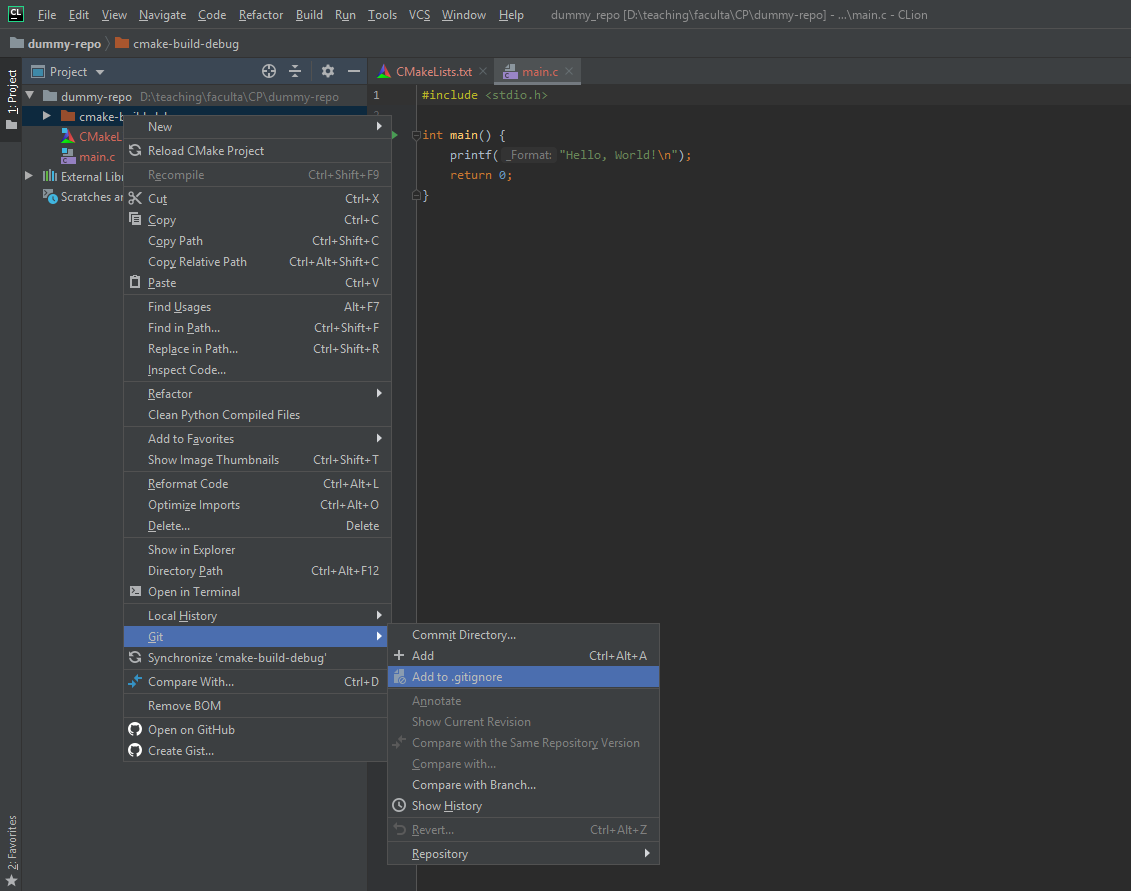 CL File Edit View Navigate Code Refactor Build Run Tools VCS Window Help dummy_repo [D:\teaching\faculta\CP\dummy-repo] - ...\main.c - CLion
dummy-repo cmake-build-debug
1: Project
Project
CMakeLists.txt main.c
dummy-repo D:\teaching\faculta\CP\dummy-repo
cmake-b
CMakeL
main.c
External Libr
Scratches an
1 #include <stdio.h>
int main() {
printf( _Format: "Hello, World!\n");
return 0;
}
New
Reload CMake Project
Recompile Ctrl+Shift+F9
Cut Ctrl+X
Copy Ctrl+C
Copy Path Ctrl+Shift+C
Copy Relative Path Ctrl+Alt+Shift+C
Paste Ctrl+V
Find Usages Alt+F7
Find in Path... Ctrl+Shift+F
Replace in Path... Ctrl+Shift+R
Inspect Code...
Refactor
Clean Python Compiled Files
Add to Favorites
Show Image Thumbnails Ctrl+Shift+T
Reformat Code Ctrl+Alt+L
Optimize Imports Ctrl+Alt+O
Delete... Delete
Show in Explorer
Directory Path Ctrl+Alt+F12
Open in Terminal
Local History
Git
Synchronize 'cmake-build-debug'
Compare With... Ctrl+D
Remove BOM
Open on GitHub
Create Gist...
Commit Directory...
Add Ctrl+Alt+A
Add to .gitignore
Annotate
Show Current Revision
Compare with the Same Repository Version
Compare with...
Compare with Branch...
Show History
Revert... Ctrl+Alt+Z
Repository
2: Favorites